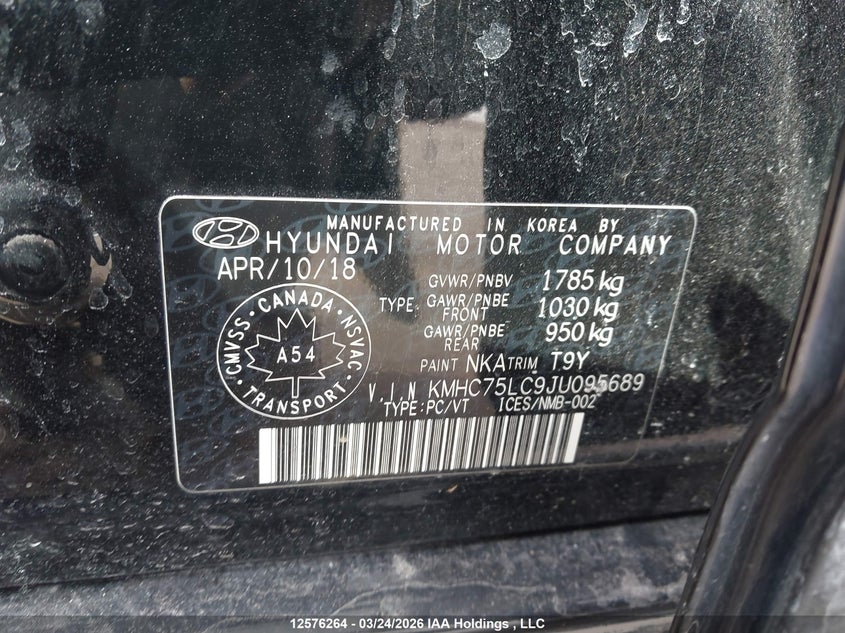 MANUFACTURED IN KOREA BY
HYUNDAI MOTOR COMPANY
APR/10/18
GVWR/PNBV 1785 kg
TYPE: GAWR/PNBE FRONT 1030 kg
GAWR/PNBE REAR 950 kg
CMVSS · CANADA · NSVAC
A54
TRANSPORT
PAINT NKA TRIM T9Y
V.I.N KMHC75LC9JU095689
TYPE: PC/VT ICES/NMB-002
12576264 - 03/24/2026 IAA Holdings , LLC